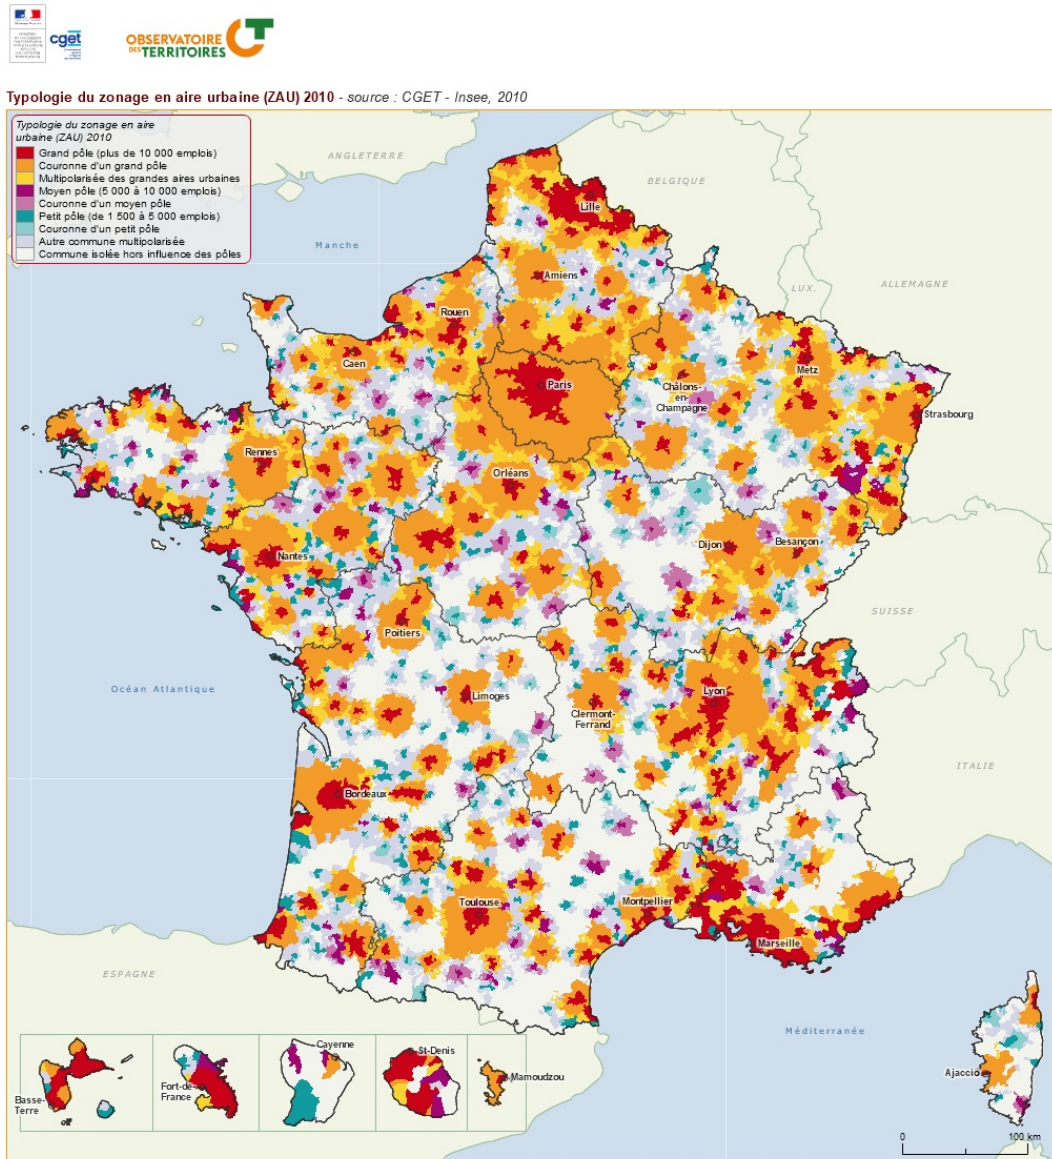 cget
OBSERVATOIRE
DES TERRITOIRES
Typologie du zonage en aire urbaine (ZAU) 2010 - source : CGET - Insee, 2010
Typologie du zonage en aire
urbaine (ZAU) 2010
Grand pôle (plus de 10 000 emplois)
Couronne d'un grand pôle
Multipolarisée des grandes aires urbaines
Moyen pôle (5 000 à 10 000 emplois)
Couronne d'un moyen pôle
Petit pôle (de 1 500 à 5 000 emplois)
Couronne d'un petit pôle
Autre commune multipolarisée
Commune isolée hors influence des pôles
ANGLETERRE
BELGIQUE
Lille
Manche
Amiens
LUX.
ALLEMAGNE
Rouen
Caen
Paris
Metz
Châlons-
en-
Champagne
Strasbourg
Rennes
Orléans
Dijon
Besançon
Nantes
SUISSE
Poitiers
Océan Atlantique
Limoges
Lyon
Clermont-
Ferrand
ITALIE
Bordeaux
Toulouse
Montpellier
Marseille
ESPAGNE
Méditerranée
Ajaccio
Basse-
Terre
Fort-de-
France
Cayenne
St-Denis
Mamoudzou
0
100 km